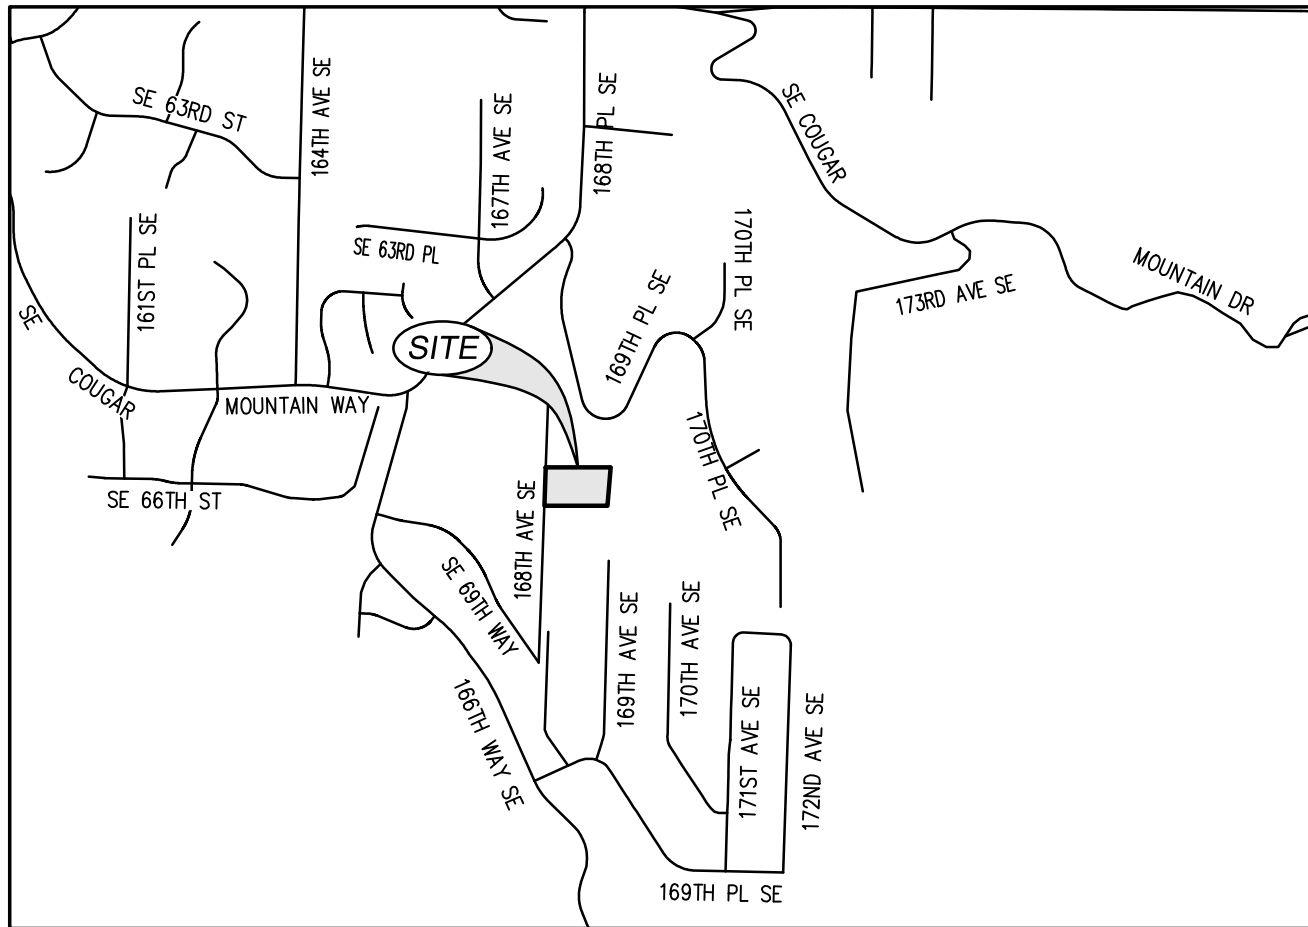 SE 63RD ST
164TH AVE SE
167TH AVE SE
168TH PL SE
SE COUGAR
MOUNTAIN DR
173RD AVE SE
170TH PL SE
169TH PL SE
SE 63RD PL
161ST PL SE
SE
COUGAR
MOUNTAIN WAY
SITE
SE 66TH ST
168TH AVE SE
170TH PL SE
SE 69TH WAY
166TH WAY SE
169TH AVE SE
170TH AVE SE
171ST AVE SE
172ND AVE SE
169TH PL SE